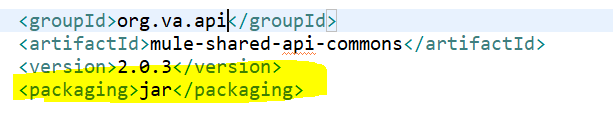 <groupId>org.va.api</groupId>
<artifactId>mule-shared-api-commons</artifactId>
<version>2.0.3</version>
<packaging>jar</packaging>